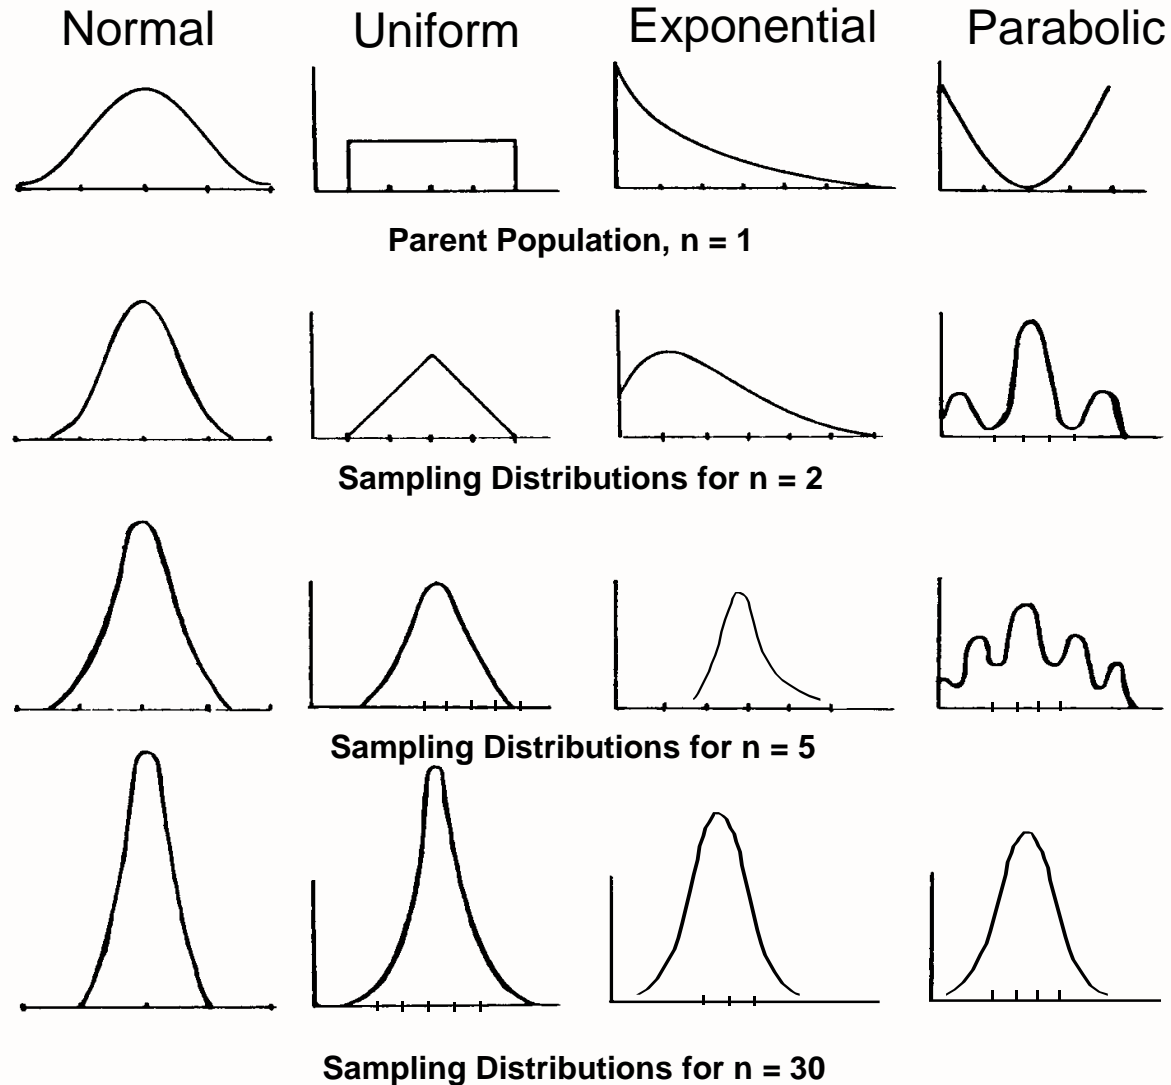 Normal Uniform Exponential Parabolic
Parent Population, n = 1
Sampling Distributions for n = 2
Sampling Distributions for n = 5
Sampling Distributions for n = 30